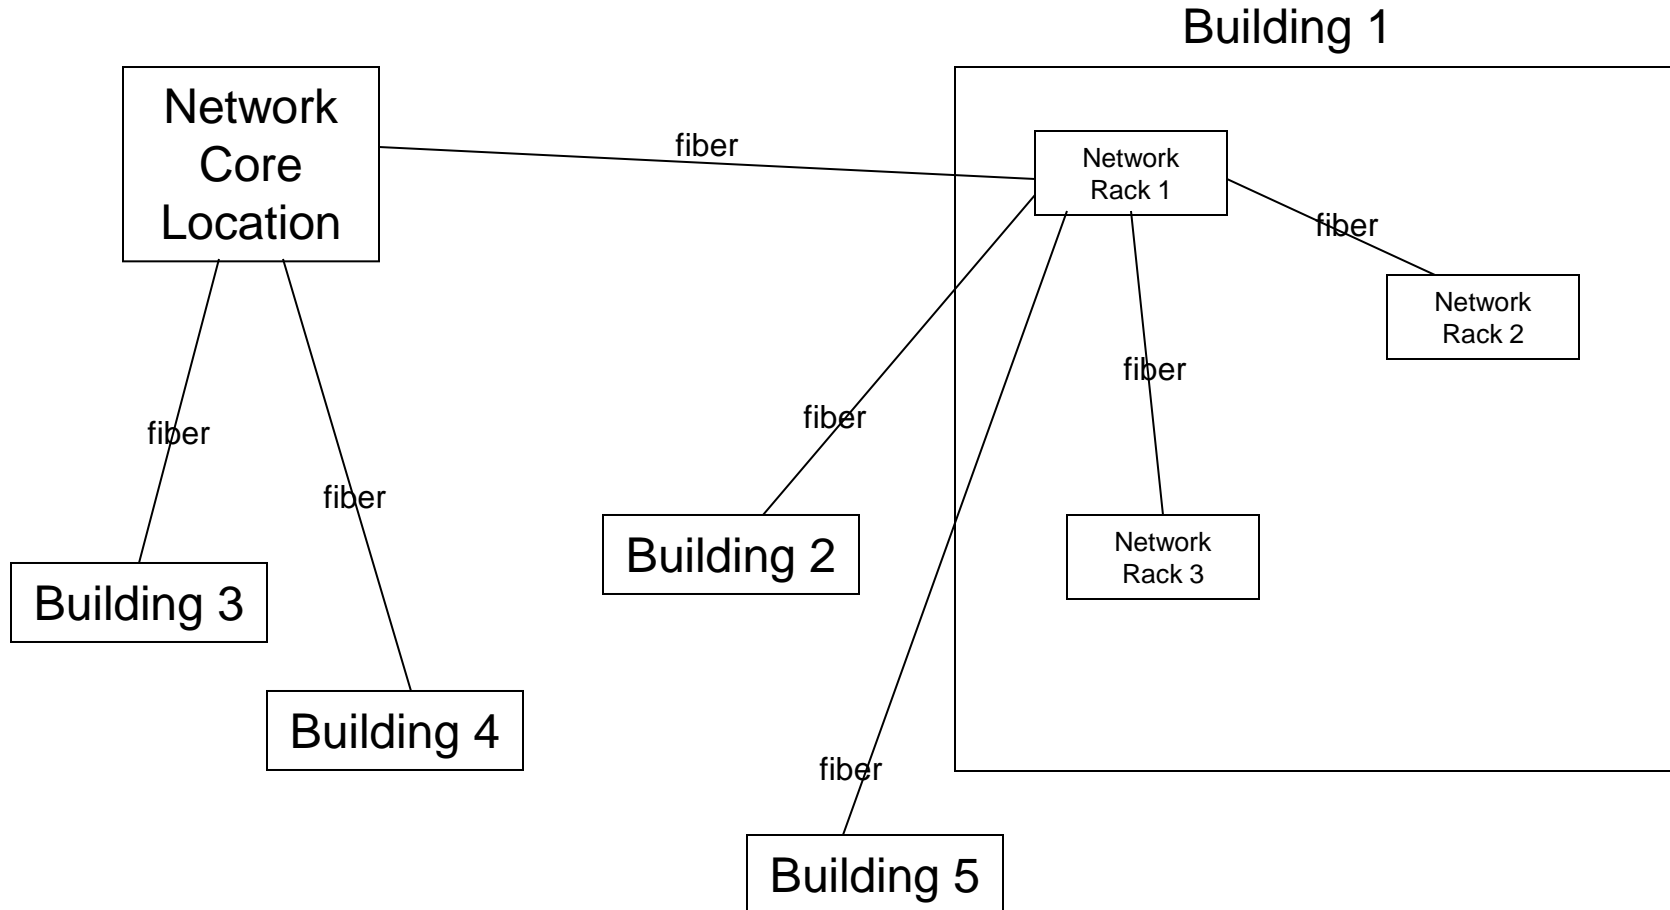 Building 1
Network
Core
Location
fiber
Network
Rack 1
fiber
Network
Rack 2
fiber
fiber
fiber
fiber
Network
Rack 3
Building 2
Building 3
Building 4
fiber
Building 5